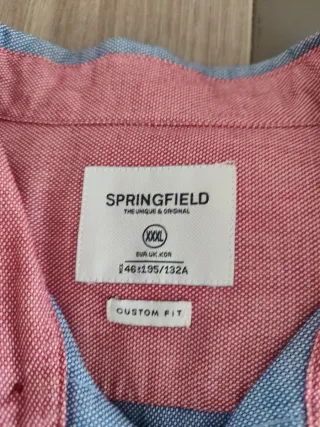 SPRINGFIELD
THE UNIQUE & ORIGINAL
XXXL
EUR.UK.KOR
46:195/132A
CUSTOM FIT